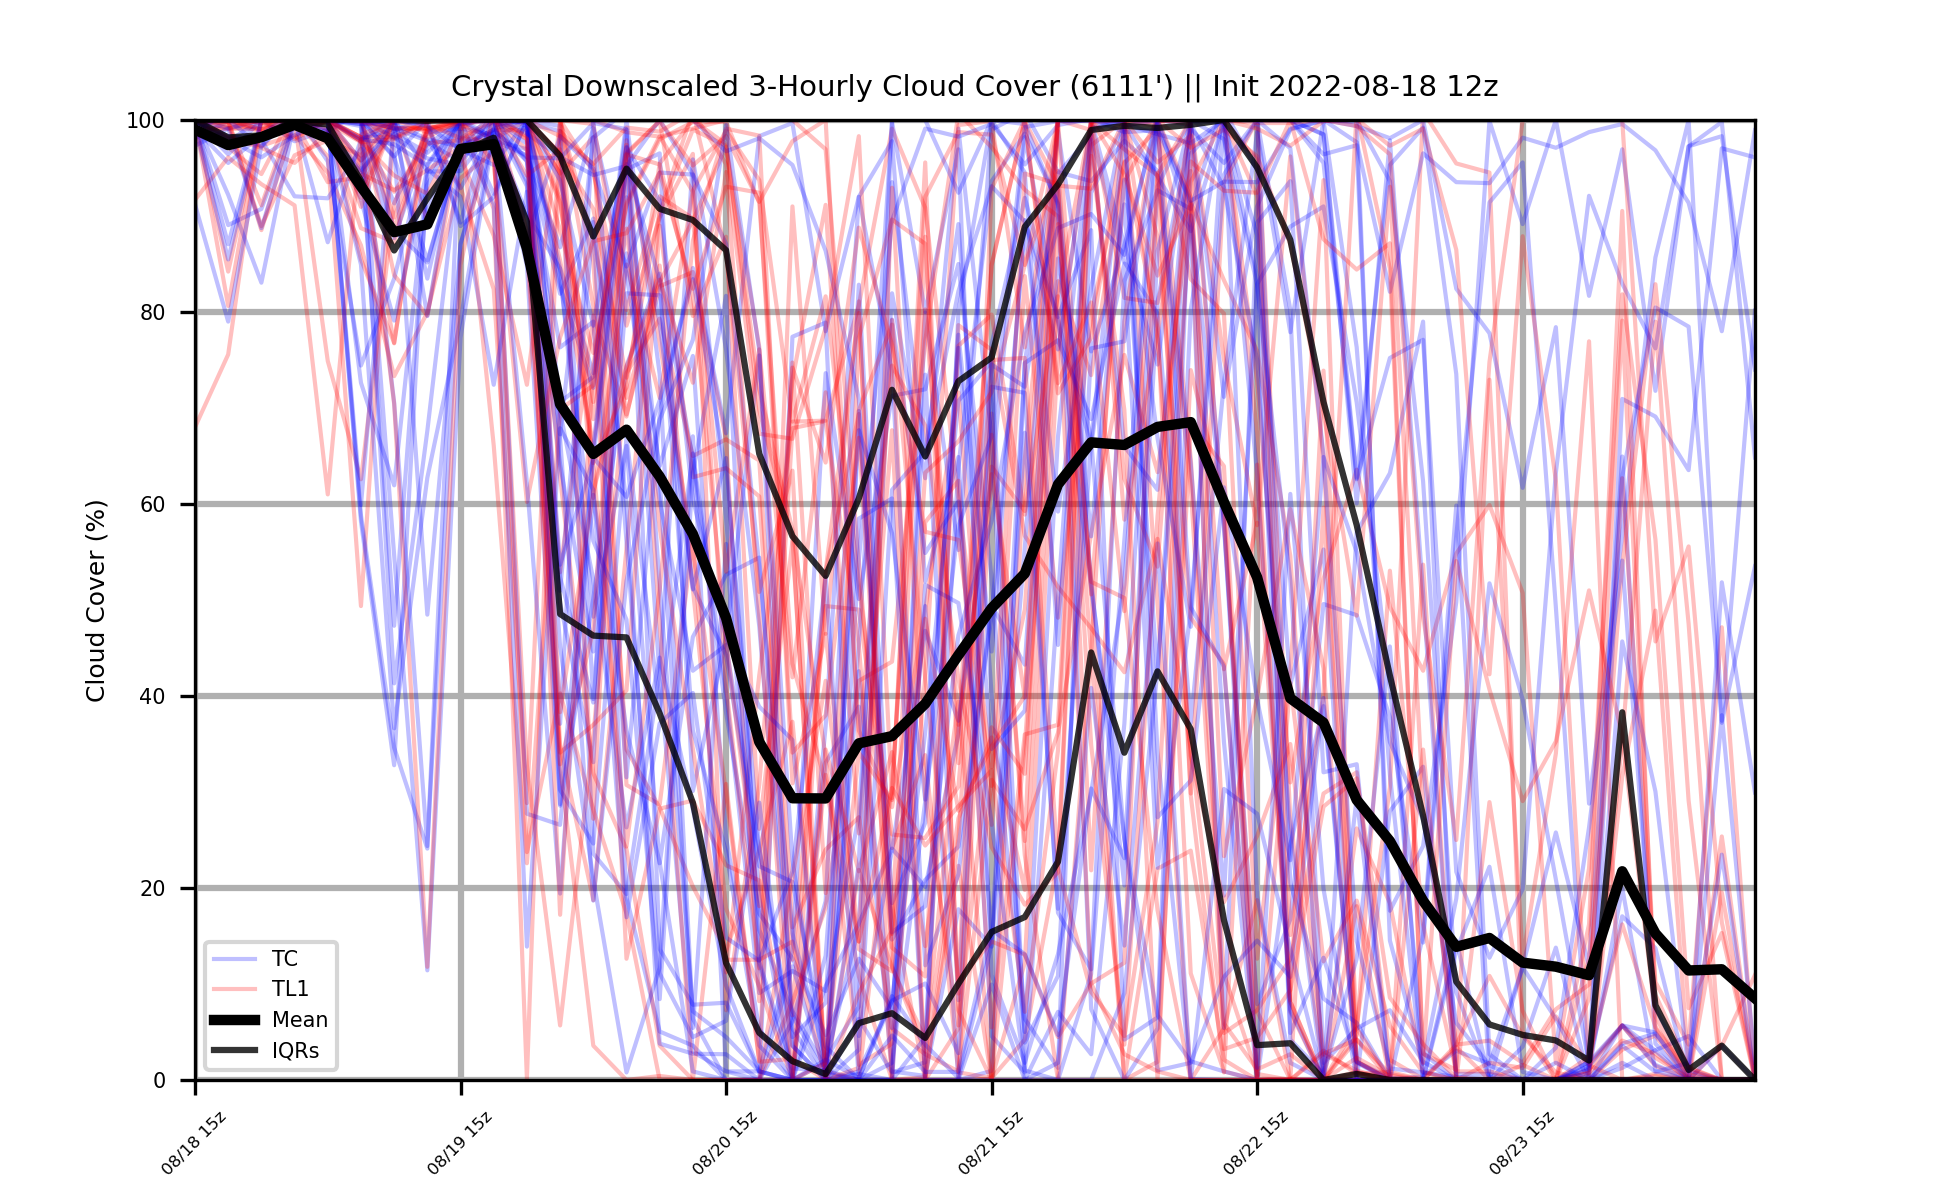 Crystal Downscaled 3-Hourly Cloud Cover (6111') || Init 2022-08-18 12z
Cloud Cover (%)
100
80
60
40
20
0
TC
TL1
Mean
IQRs
08/18 15z
08/19 15z
08/20 15z
08/21 15z
08/22 15z
08/23 15z